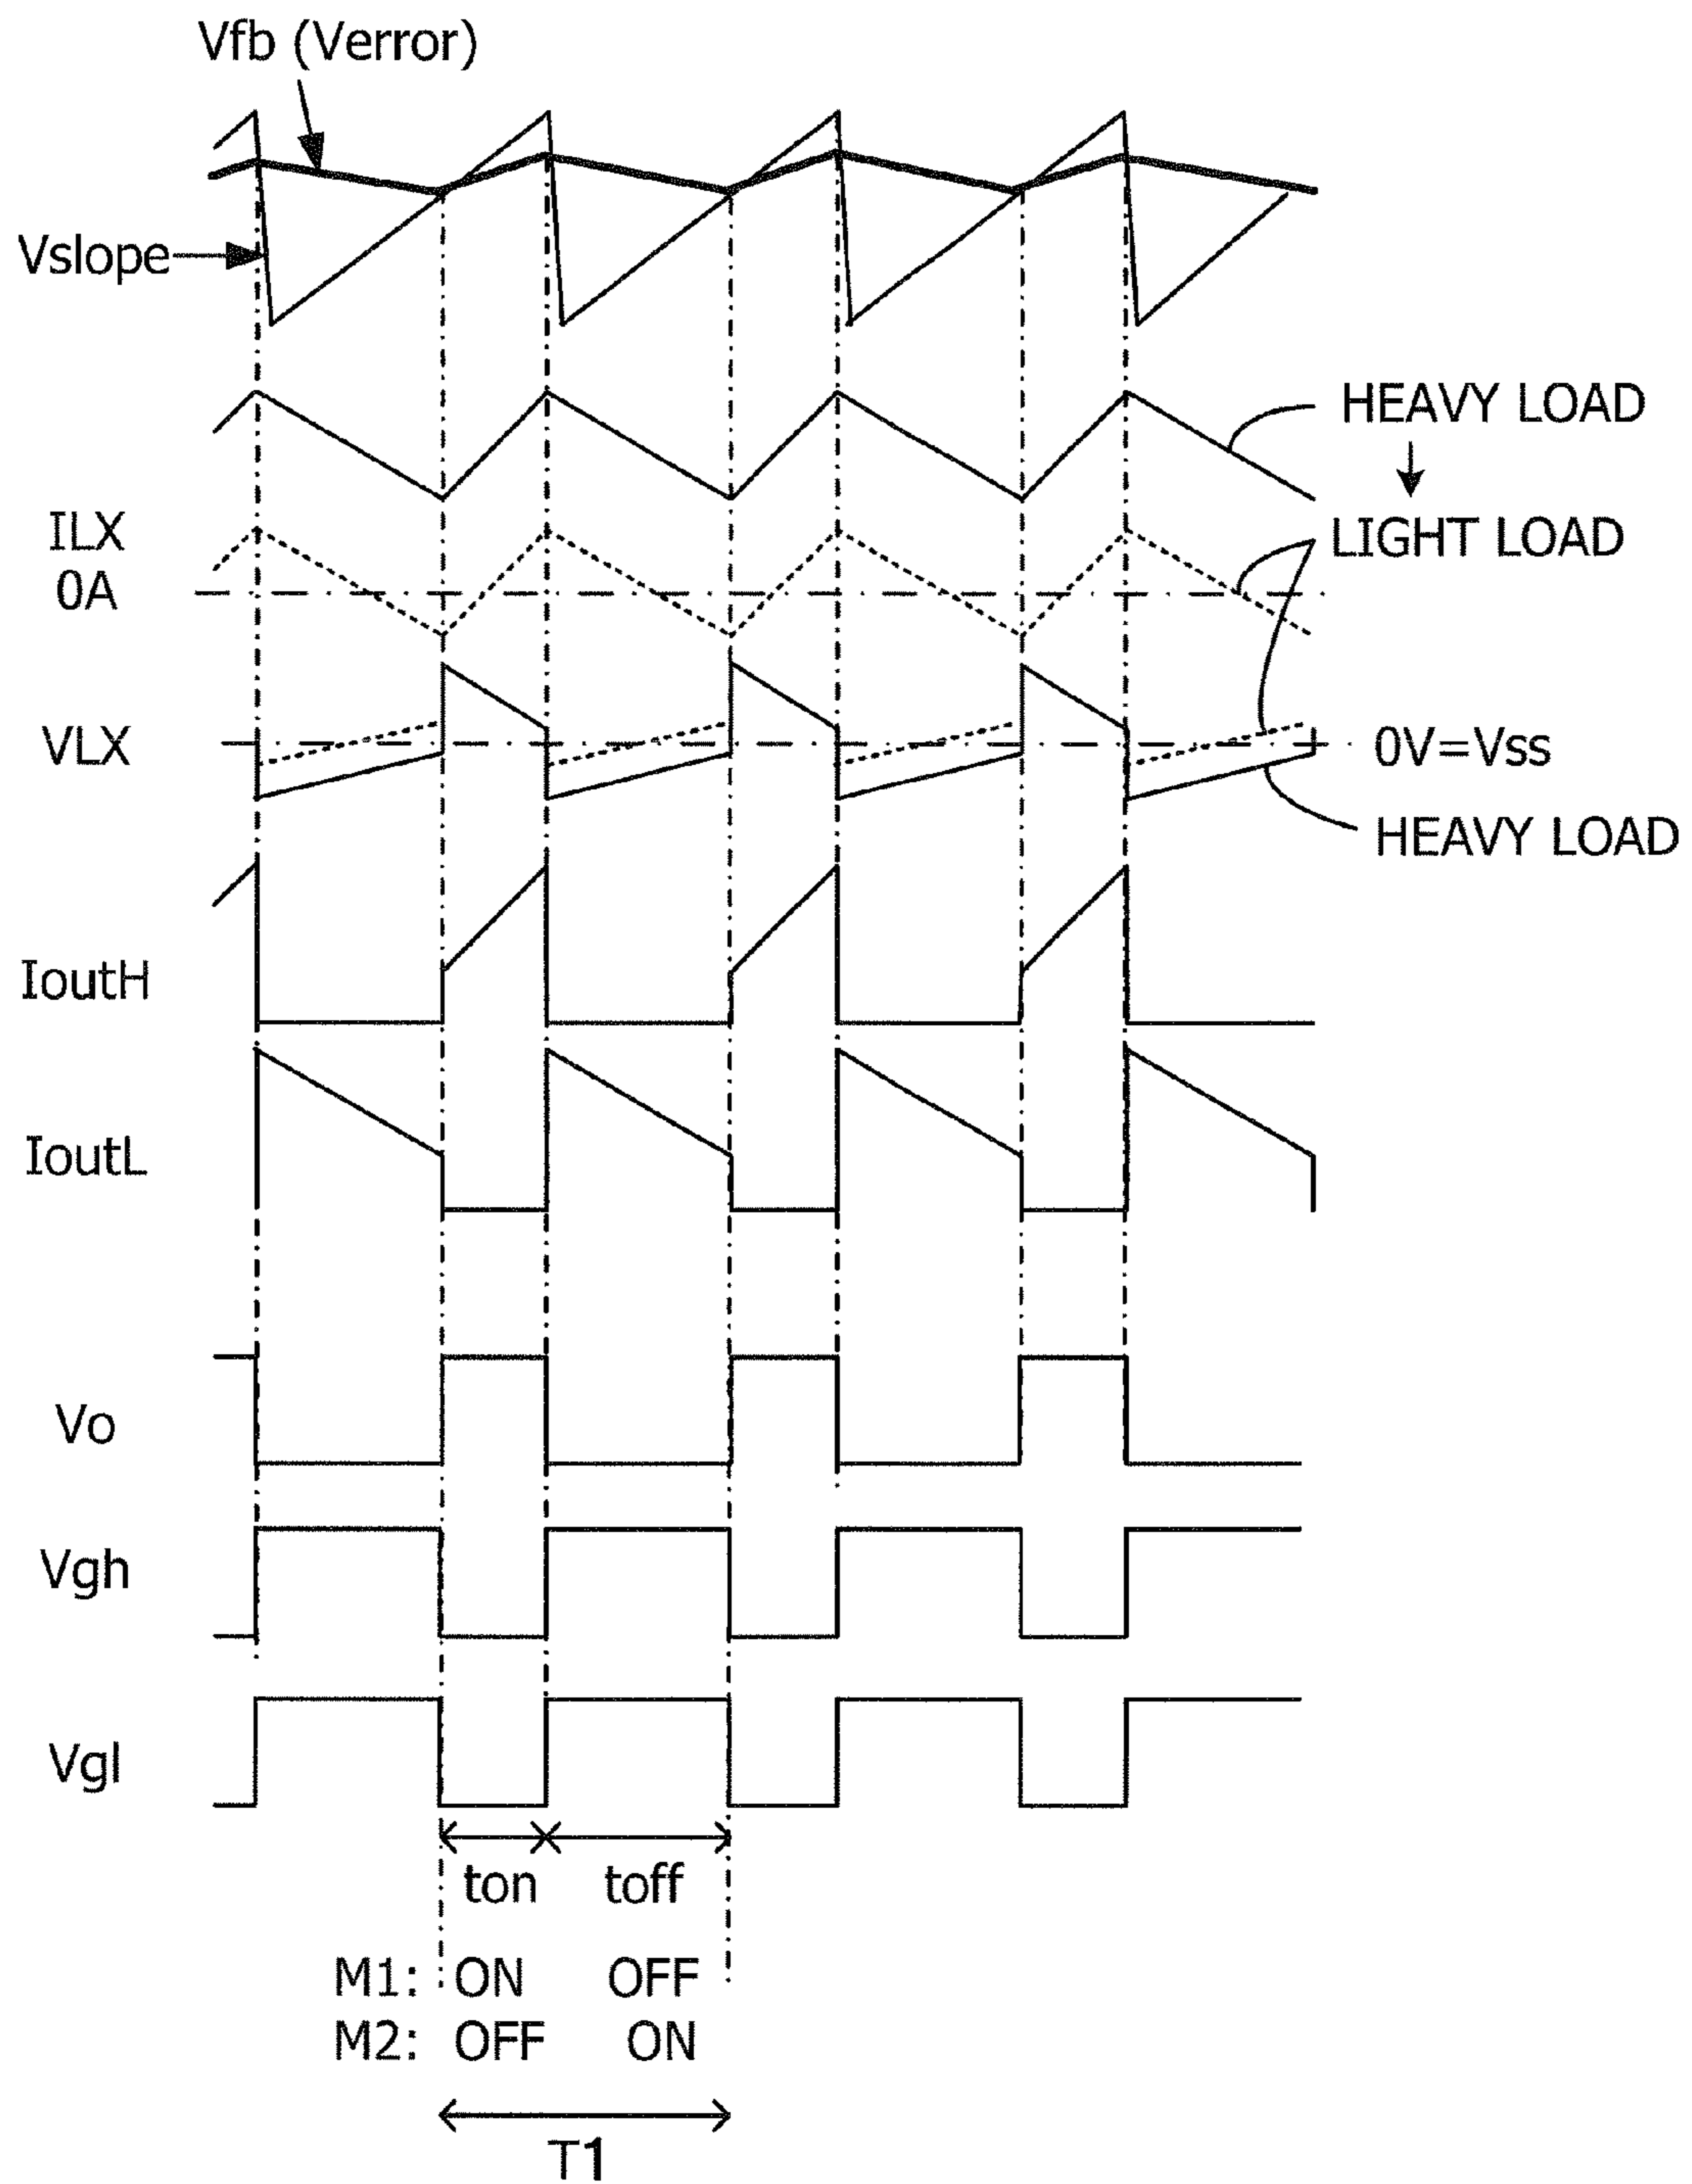 Vfb (Verror)
Vslope
HEAVY LOAD
ILX
LIGHT LOAD
0A
VLX
0V=Vss
HEAVY LOAD
IoutH
IoutL
Vo
Vgh
Vgl
ton toff
M1: ON OFF
M2: OFF ON
T1